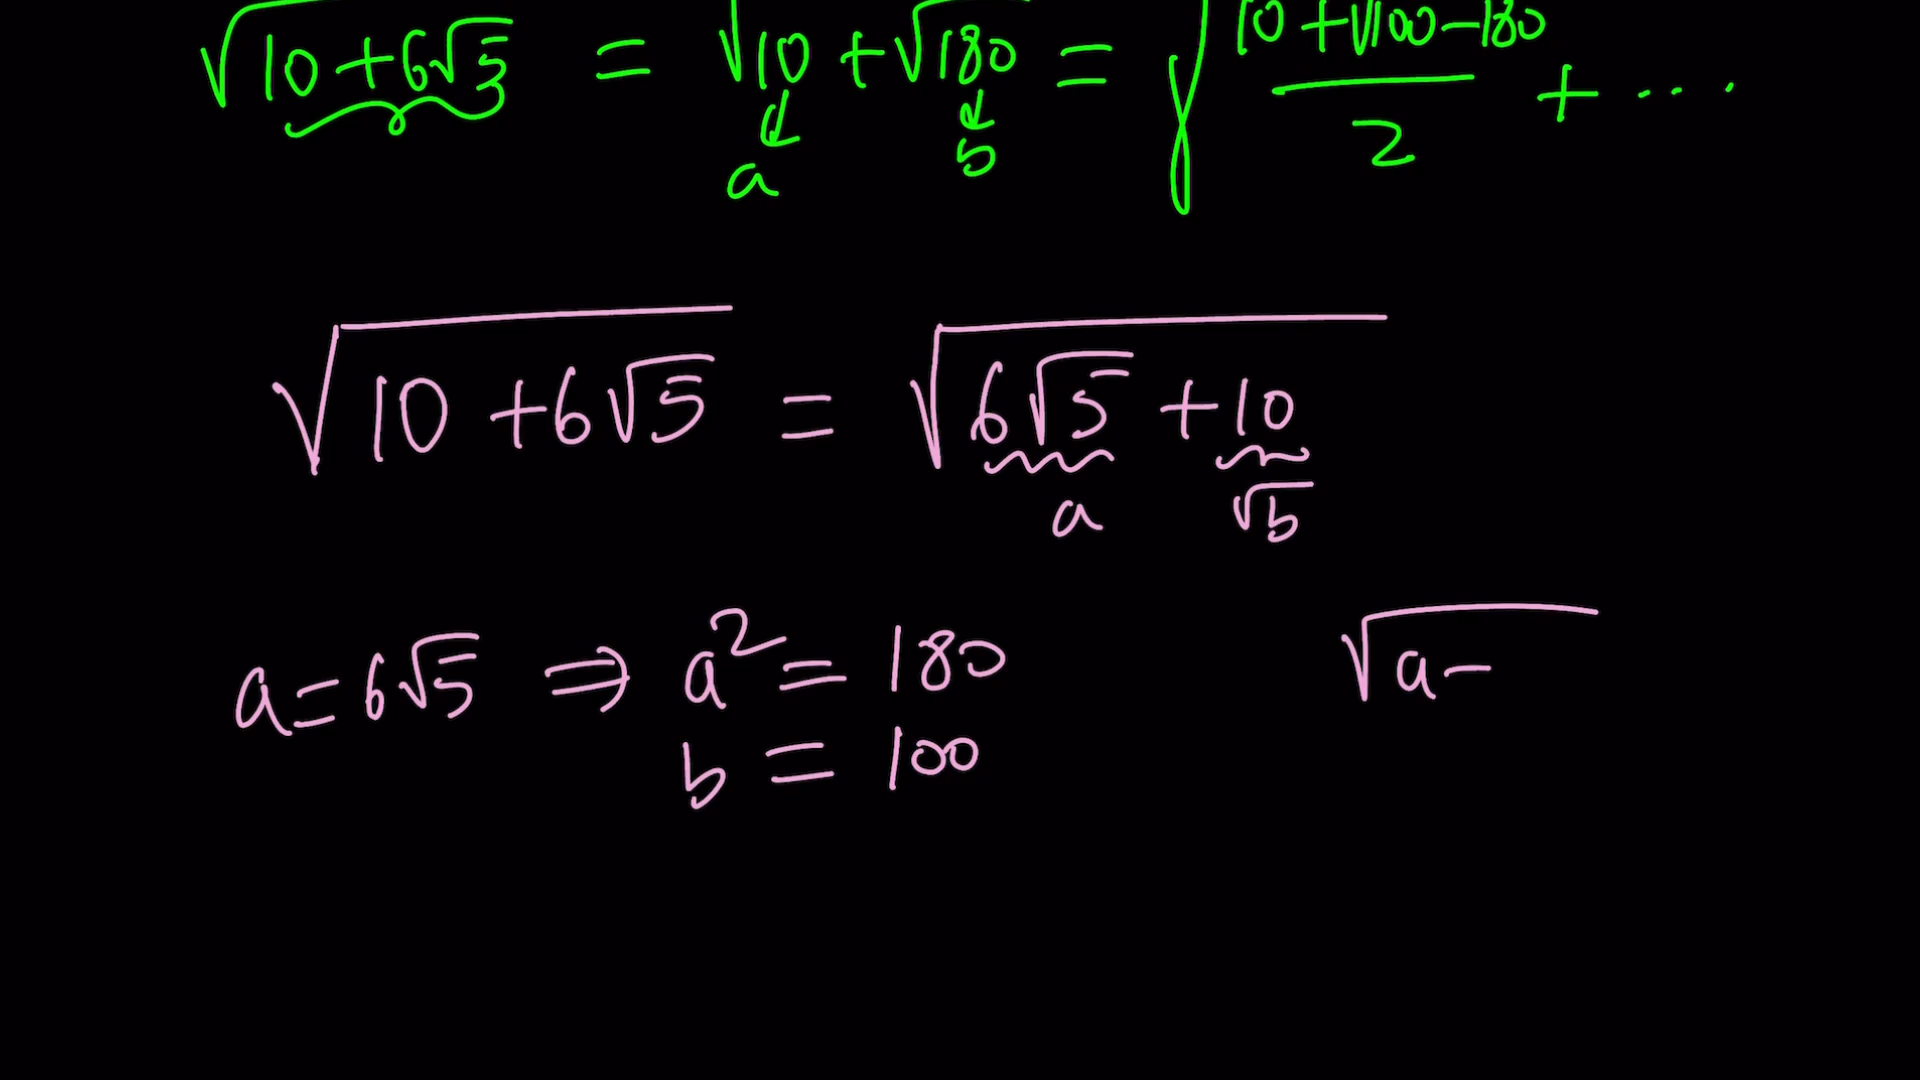 √(10+6√5) = √(10+√180) = √((10+√(100-180))/2) + ...
a b
√(10+6√5) = √(6√5+10)
a √b
a=6√5 ⇒ a²=180 √(a-
b = 100